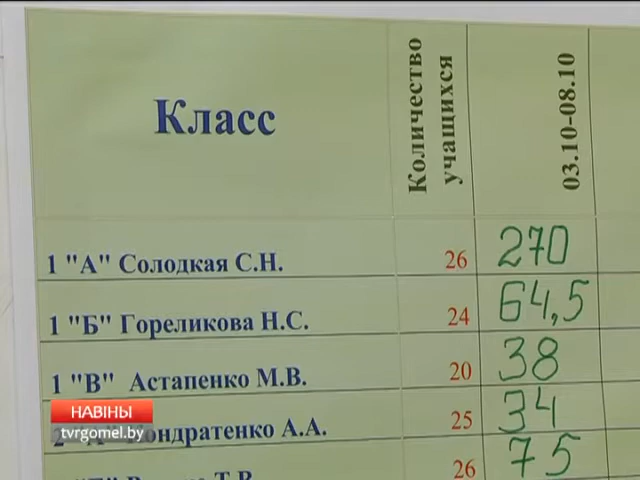 Класс Количество учащихся 03.10-08.10
1 "А" Солодкая С.Н. 26 270
1 "Б" Гореликова Н.С. 24 64,5
1 "В" Астапенко М.В. 20 38
Кондратенко А.А. 25 34
26 75
НАВІНЫ
tvrgomel.by